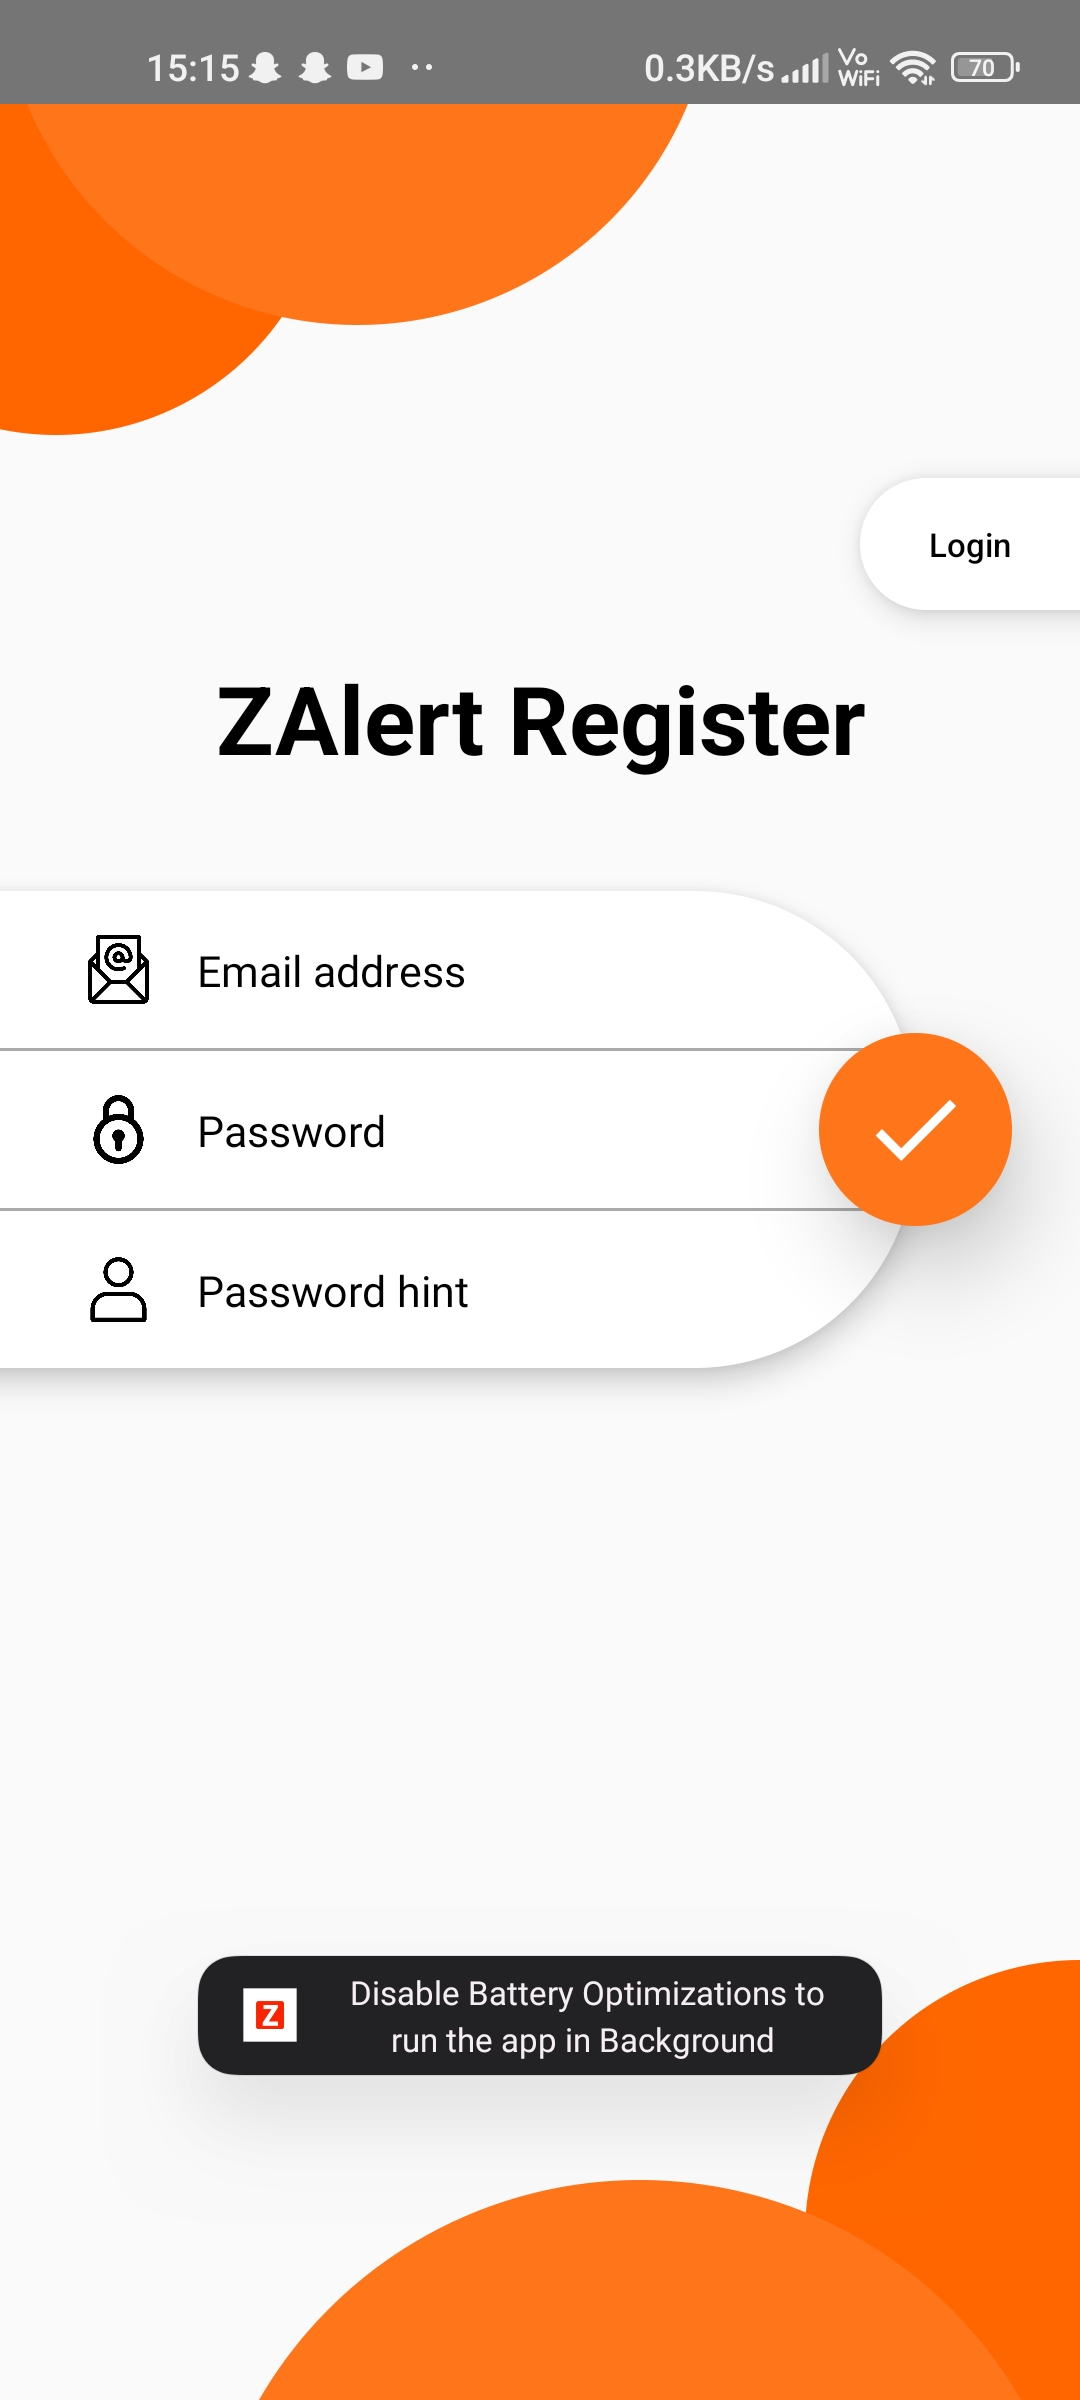 15:15 0.3KB/s Vo WiFi 70
Login
ZAlert Register
Email address
Password
Password hint
Z Disable Battery Optimizations to
run the app in Background